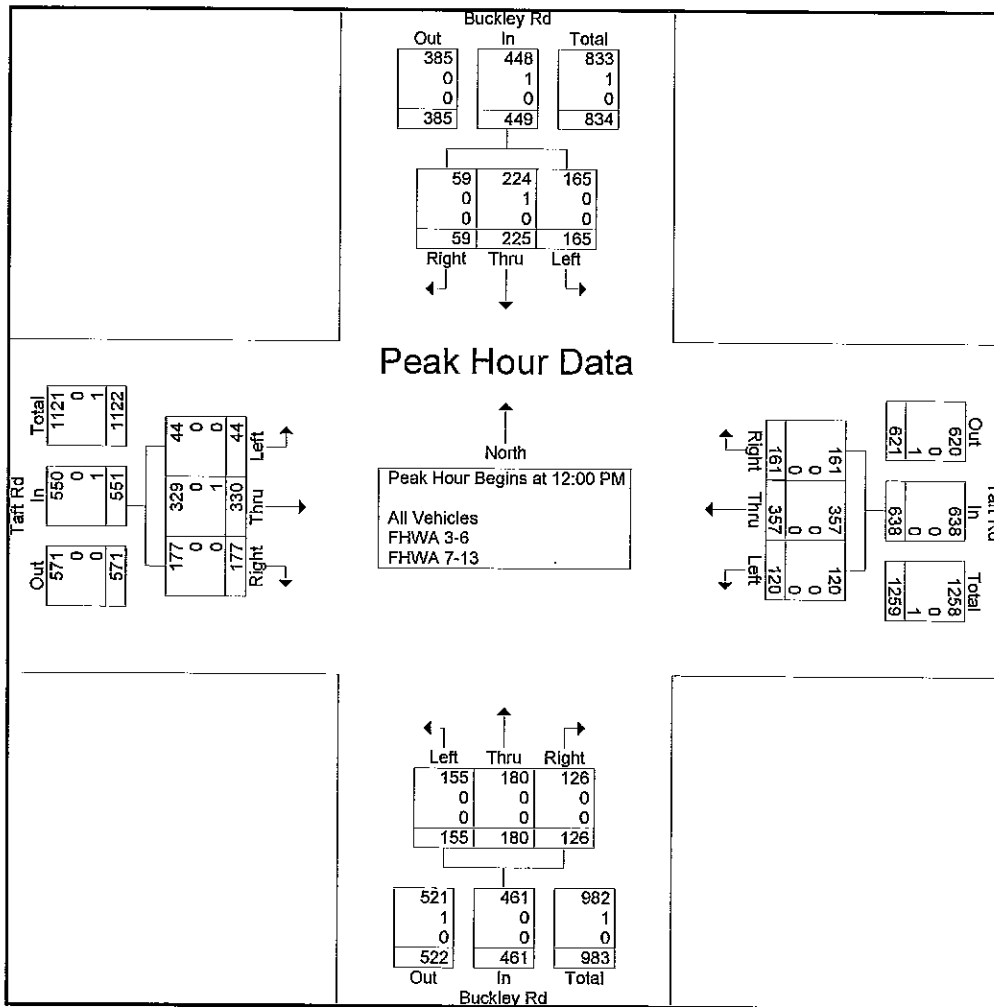 Buckley Rd
Out In Total
385 448 833
0 1 1
0 0 0
385 449 834
59 224 165
0 1 0
0 0 0
59 225 165
Right Thru Left
Peak Hour Data
North
Peak Hour Begins at 12:00 PM
All Vehicles
FHWA 3-6
FHWA 7-13
Taft Rd
Out In Total
571 550 1121
0 0 0
0 1 1
571 551 1122
44 329 177
0 0 0
0 1 0
44 330 177
Left Thru Right
Taft Rd
Out In Total
620 638 1258
0 0 0
1 0 1
621 638 1259
161 357 120
0 0 0
0 0 0
161 357 120
Right Thru Left
Left Thru Right
155 180 126
0 0 0
0 0 0
155 180 126
521 461 982
1 0 1
0 0 0
522 461 983
Out In Total
Buckley Rd